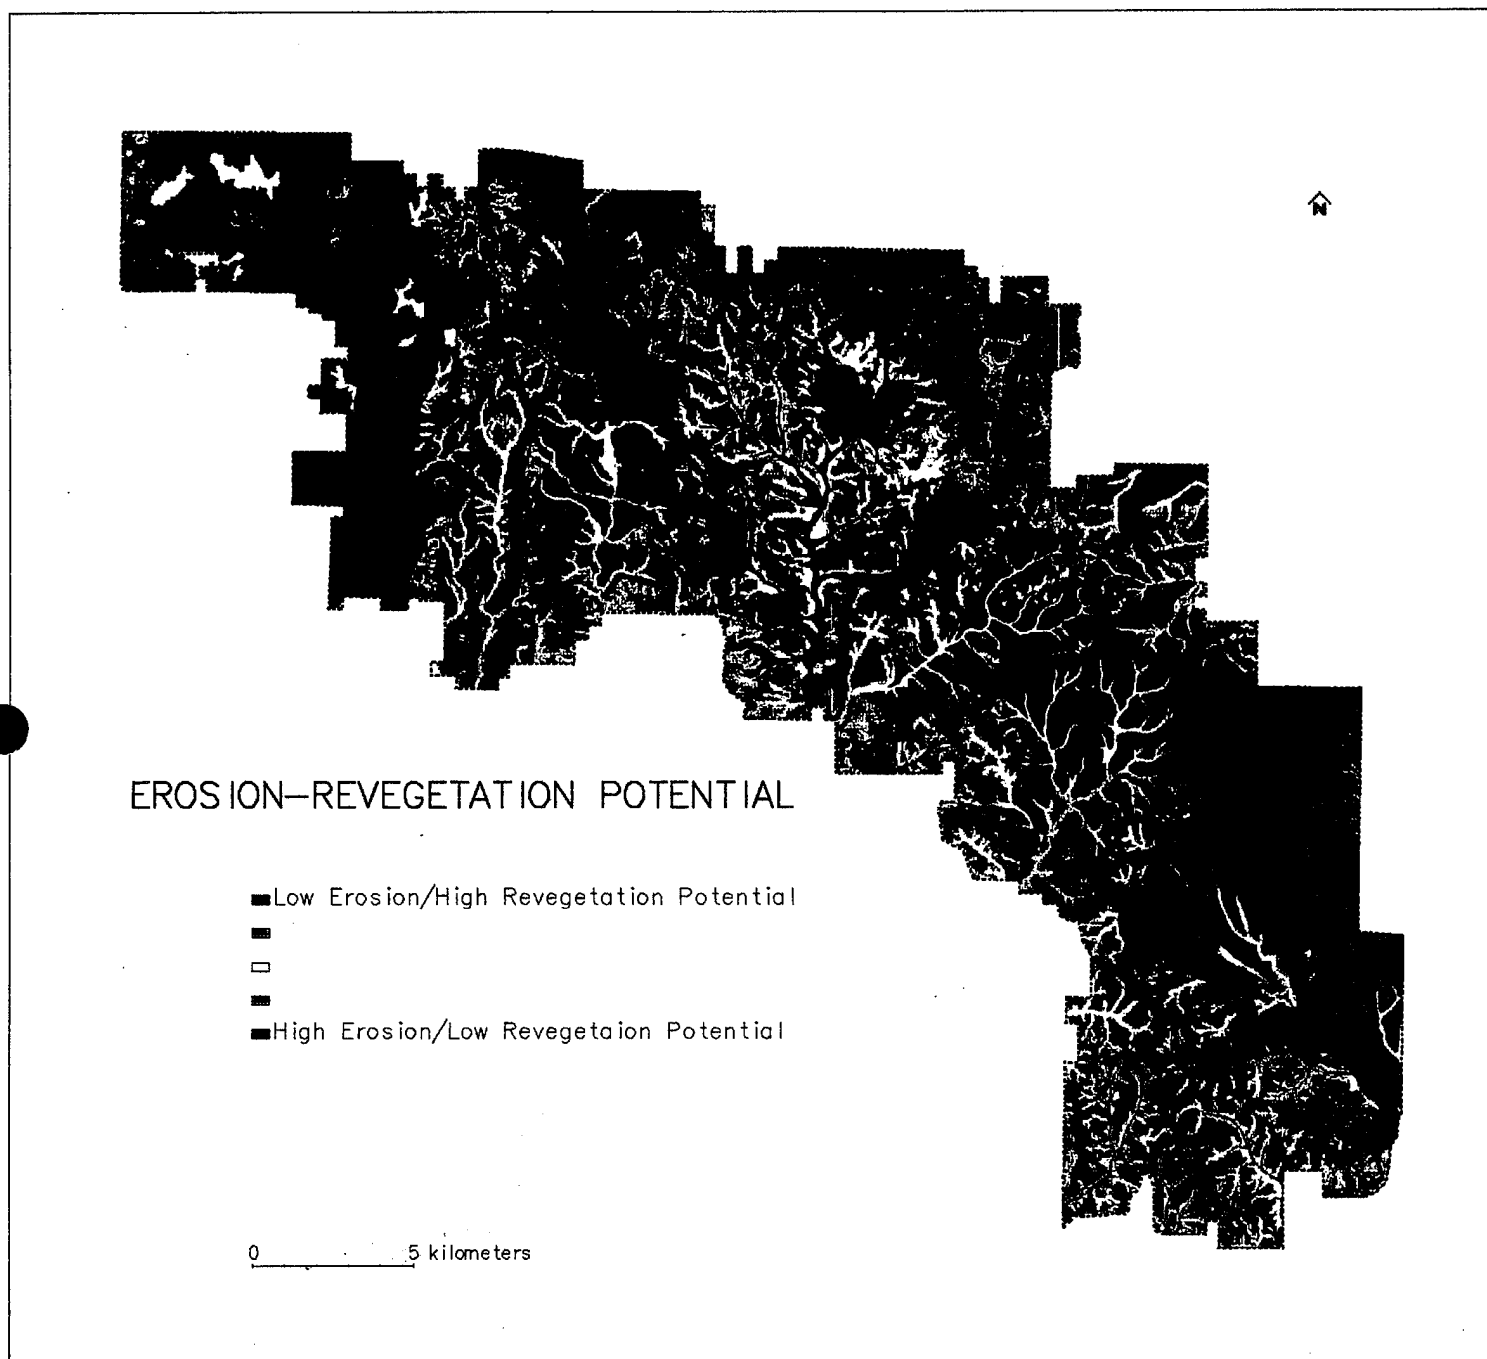 N
EROSION–REVEGETATION POTENTIAL
Low Erosion/High Revegetation Potential
High Erosion/Low Revegetaion Potential
0 5 kilometers